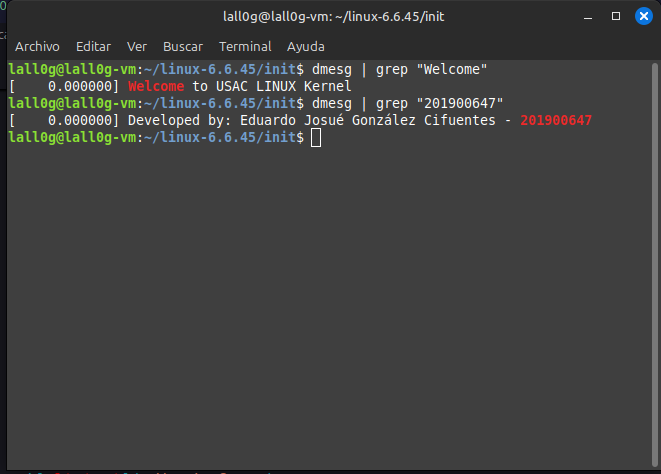 lall0g@lall0g-vm: ~/linux-6.6.45/init
Archivo Editar Ver Buscar Terminal Ayuda
lall0g@lall0g-vm:~/linux-6.6.45/init$ dmesg | grep "Welcome"
[    0.000000] Welcome to USAC LINUX Kernel
lall0g@lall0g-vm:~/linux-6.6.45/init$ dmesg | grep "201900647"
[    0.000000] Developed by: Eduardo Josué González Cifuentes - 201900647
lall0g@lall0g-vm:~/linux-6.6.45/init$